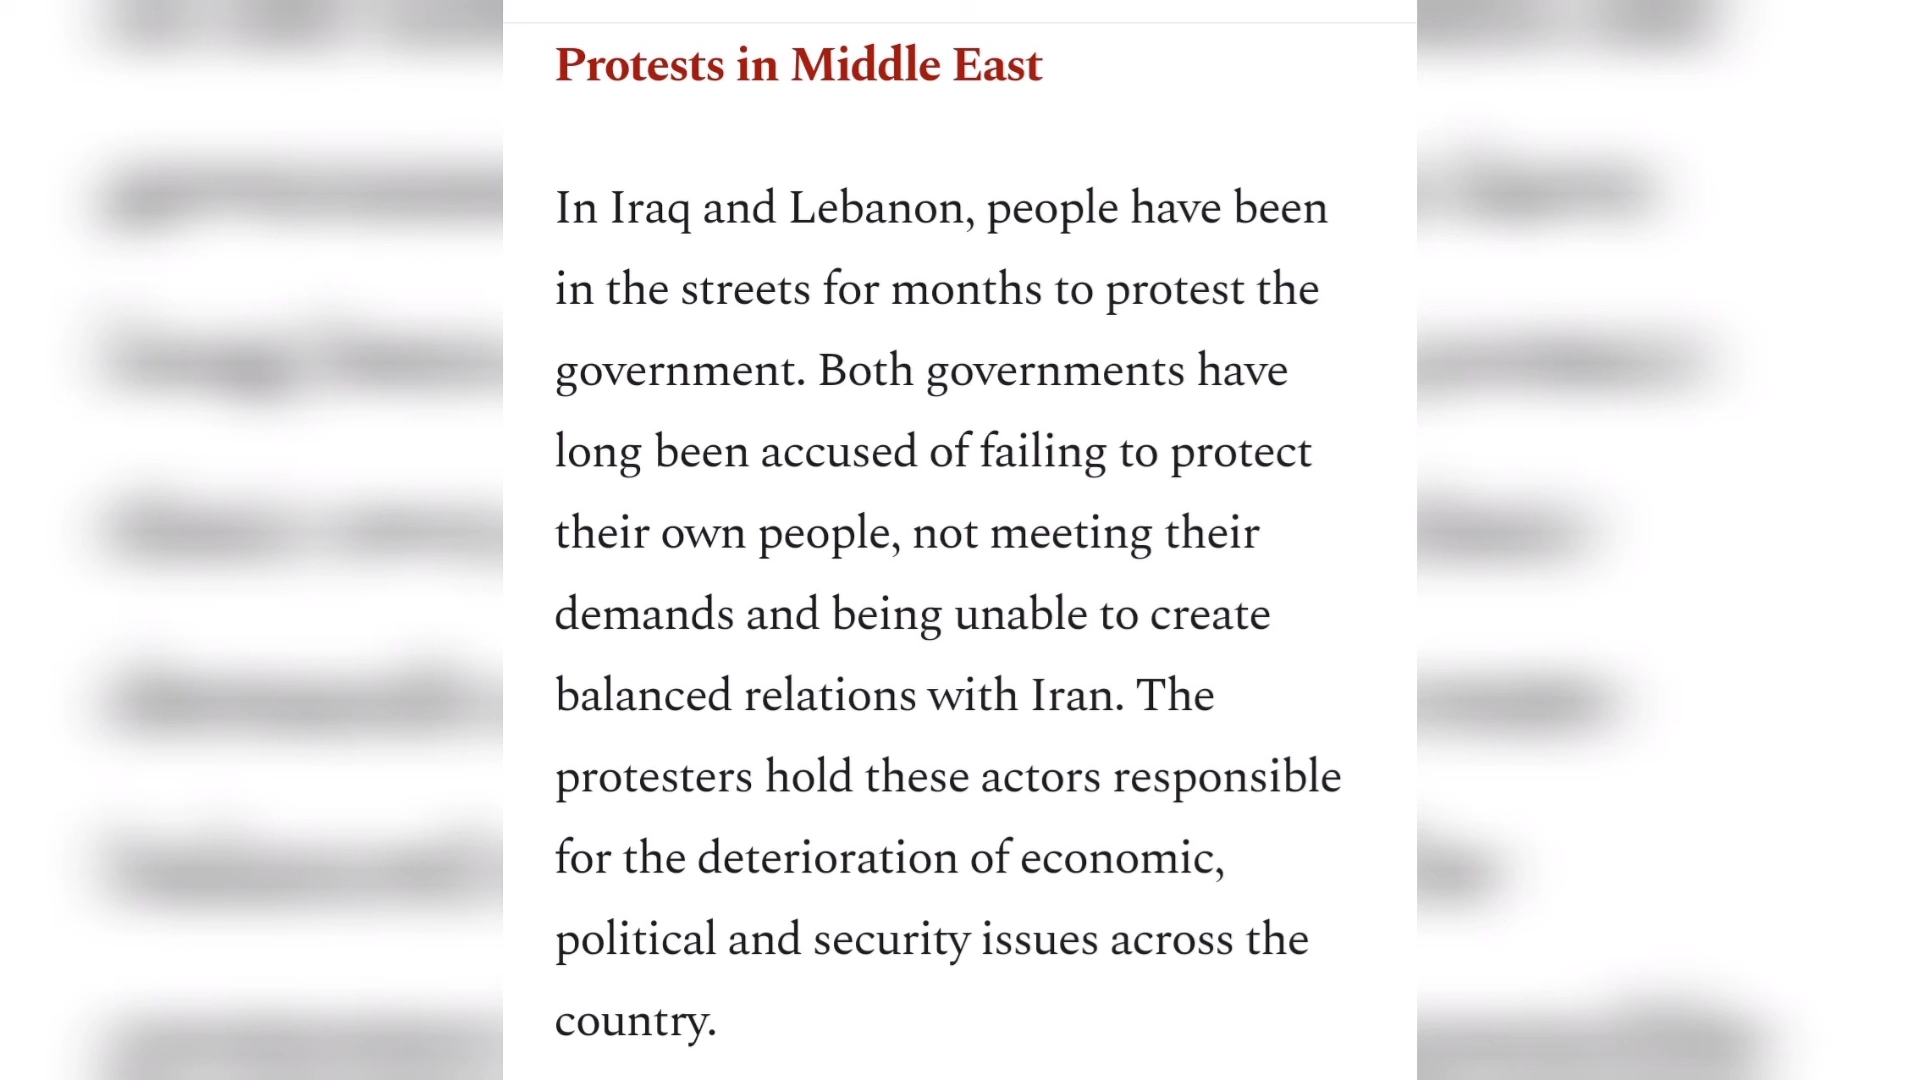 Protests in Middle East
In Iraq and Lebanon, people have been
in the streets for months to protest the
government. Both governments have
long been accused of failing to protect
their own people, not meeting their
demands and being unable to create
balanced relations with Iran. The
protesters hold these actors responsible
for the deterioration of economic,
political and security issues across the
country.